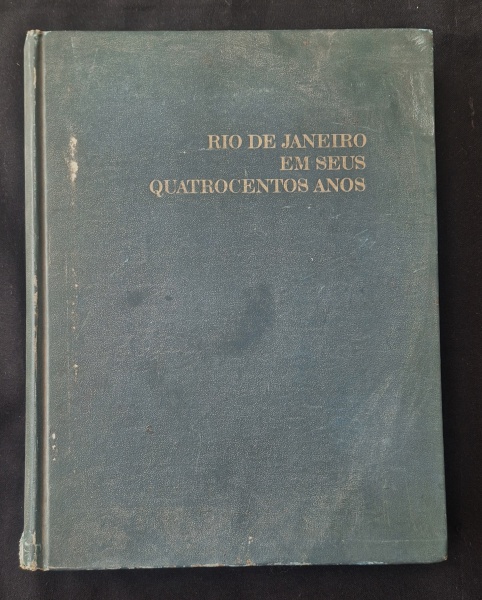 RIO DE JANEIRO
EM SEUS
QUATROCENTOS ANOS